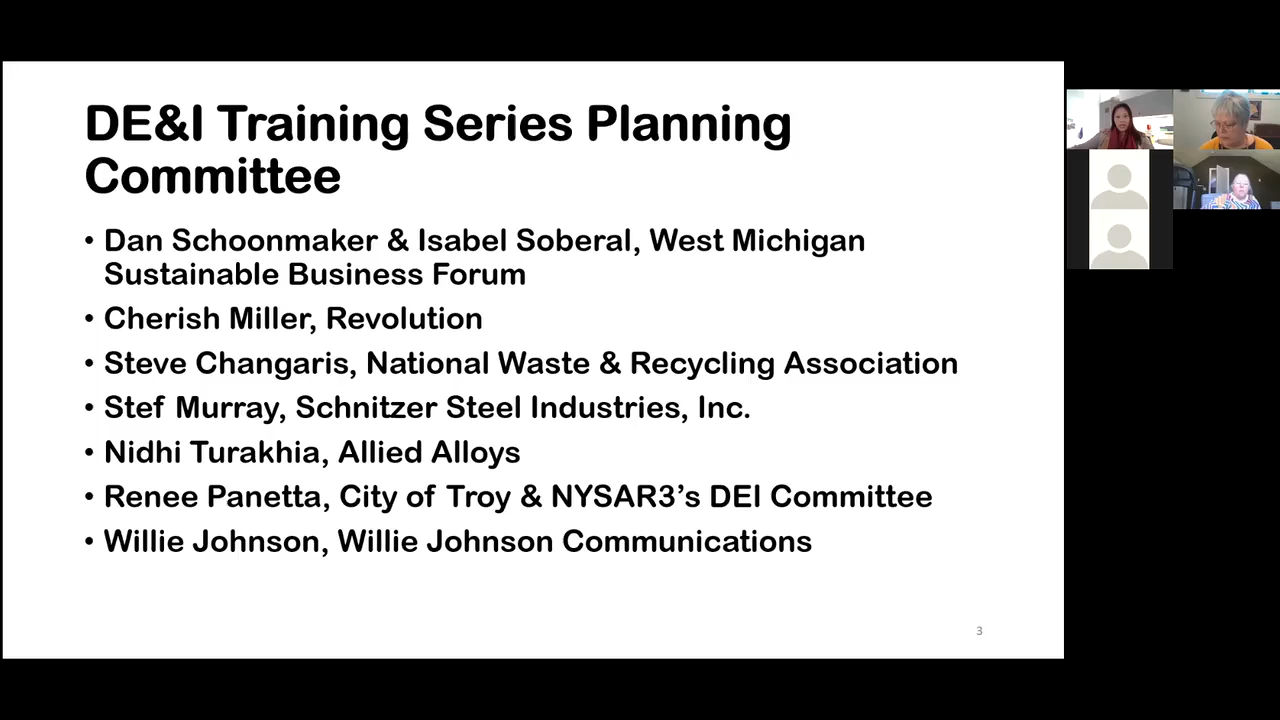 DE&I Training Series Planning
Committee
• Dan Schoonmaker & Isabel Soberal, West Michigan
Sustainable Business Forum
• Cherish Miller, Revolution
• Steve Changaris, National Waste & Recycling Association
• Stef Murray, Schnitzer Steel Industries, Inc.
• Nidhi Turakhia, Allied Alloys
• Renee Panetta, City of Troy & NYSAR3’s DEI Committee
• Willie Johnson, Willie Johnson Communications
3